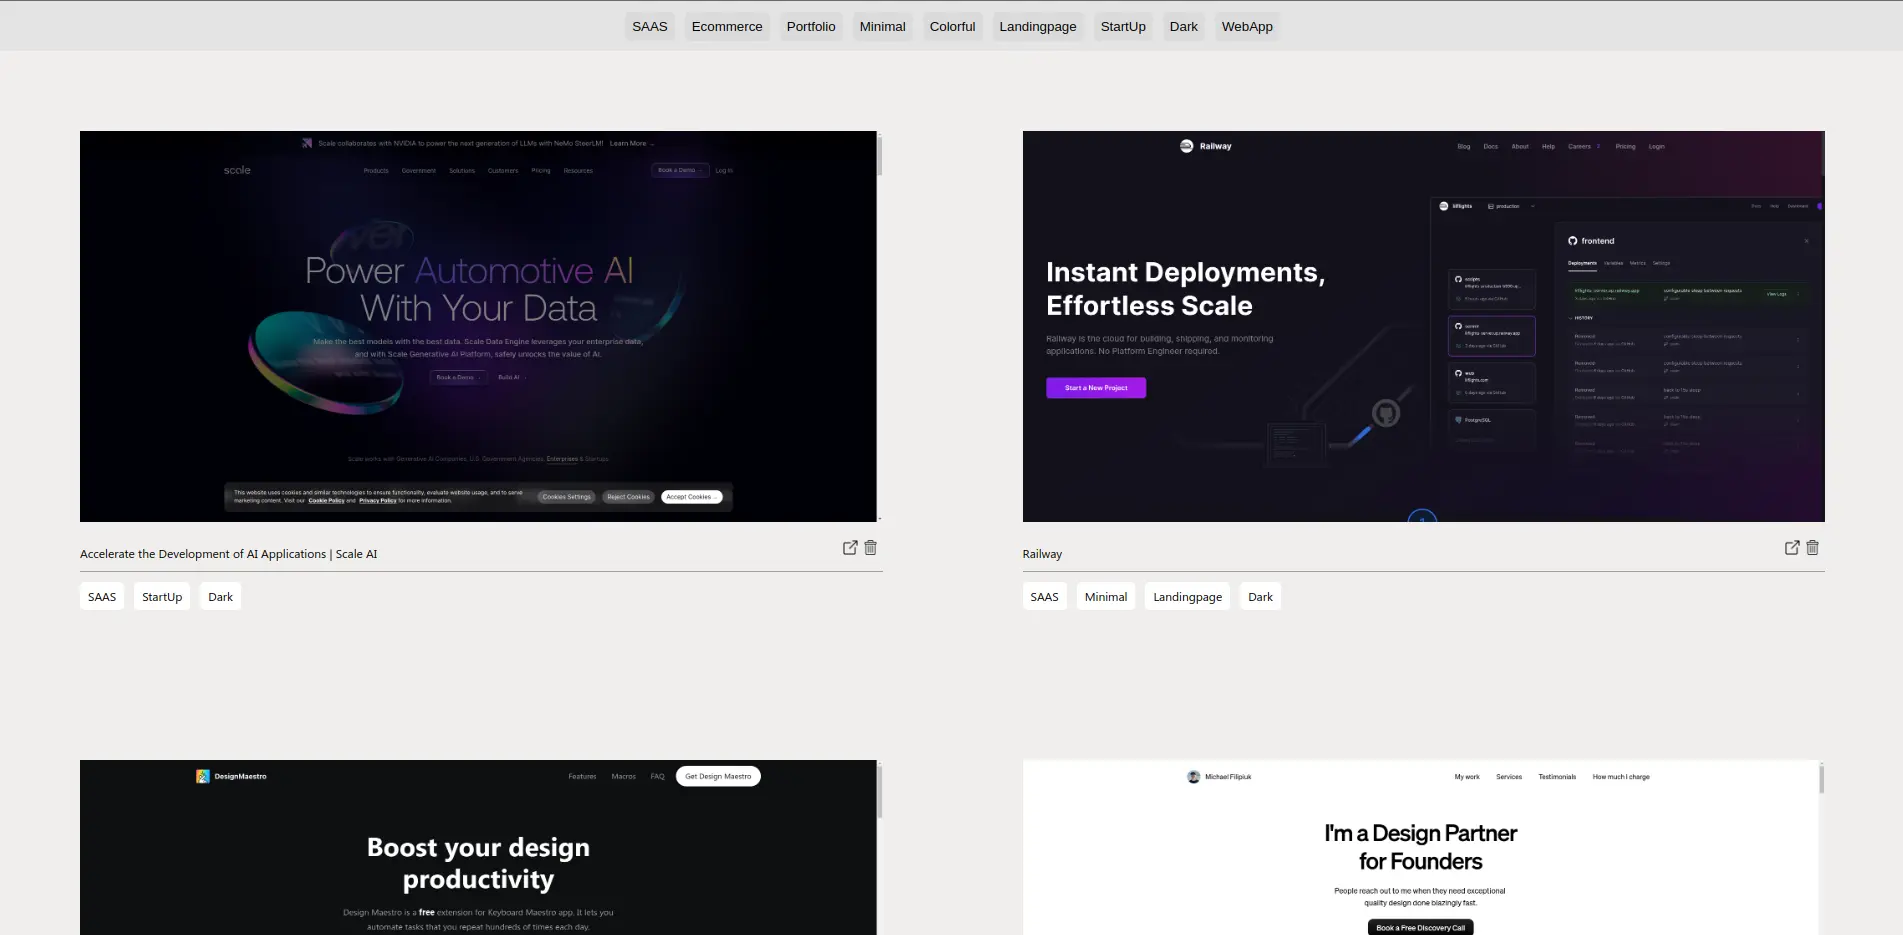 SAAS Ecommerce Portfolio Minimal Colorful Landingpage StartUp Dark WebApp
Scale collaborates with NVIDIA to power the next generation of LLMs with NeMo SteerLM! Learn More →
scale Products Government Solutions Customers Pricing Resources Book a Demo → Log In
Power Automotive AI
With Your Data
Make the best models with the best data. Scale Data Engine leverages your enterprise data,
and with Scale Generative AI Platform, safely unlocks the value of AI.
Book a Demo → Build AI →
Scale works with Generative AI Companies, U.S. Government Agencies, Enterprises & Startups
This website uses cookies and similar technologies to ensure functionality, evaluate website usage, and to serve
marketing content. Visit our Cookie Policy and Privacy Policy for more information.
Cookies Settings Reject Cookies Accept Cookies
Accelerate the Development of AI Applications | Scale AI
SAAS StartUp Dark
Railway Blog Docs About Help Careers Pricing Login
Instant Deployments,
Effortless Scale
Railway is the cloud for building, shipping, and monitoring
applications. No Platform Engineer required.
Start a New Project
production
frontend
Deployments Variables Metrics Settings
View Logs
HISTORY
Removed
Removed
Removed
Removed
PostgreSQL
Railway
SAAS Minimal Landingpage Dark
DesignMaestro Features Macros FAQ Get Design Maestro
Boost your design
productivity
Design Maestro is a free extension for Keyboard Maestro app. It lets you
automate tasks that you repeat hundreds of times each day.
Michael Filipiuk My work Services Testimonials How much I charge
I'm a Design Partner
for Founders
People reach out to me when they need exceptional
quality design done blazingly fast.
Book a Free Discovery Call